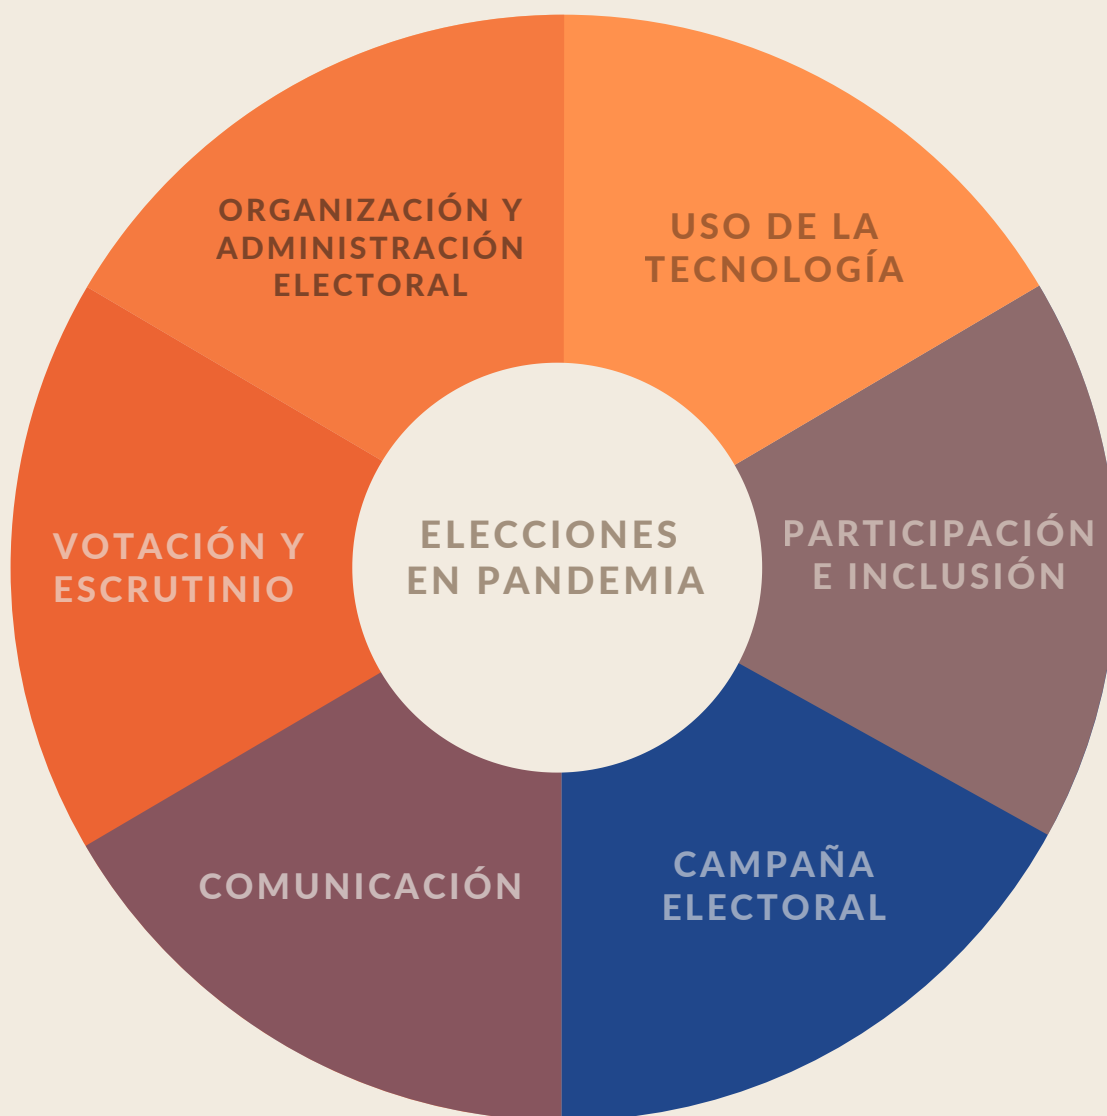 ORGANIZACIÓN Y
ADMINISTRACIÓN
ELECTORAL
USO DE LA
TECNOLOGÍA
VOTACIÓN Y
ESCRUTINIO
ELECCIONES
EN PANDEMIA
PARTICIPACIÓN
E INCLUSIÓN
COMUNICACIÓN
CAMPAÑA
ELECTORAL